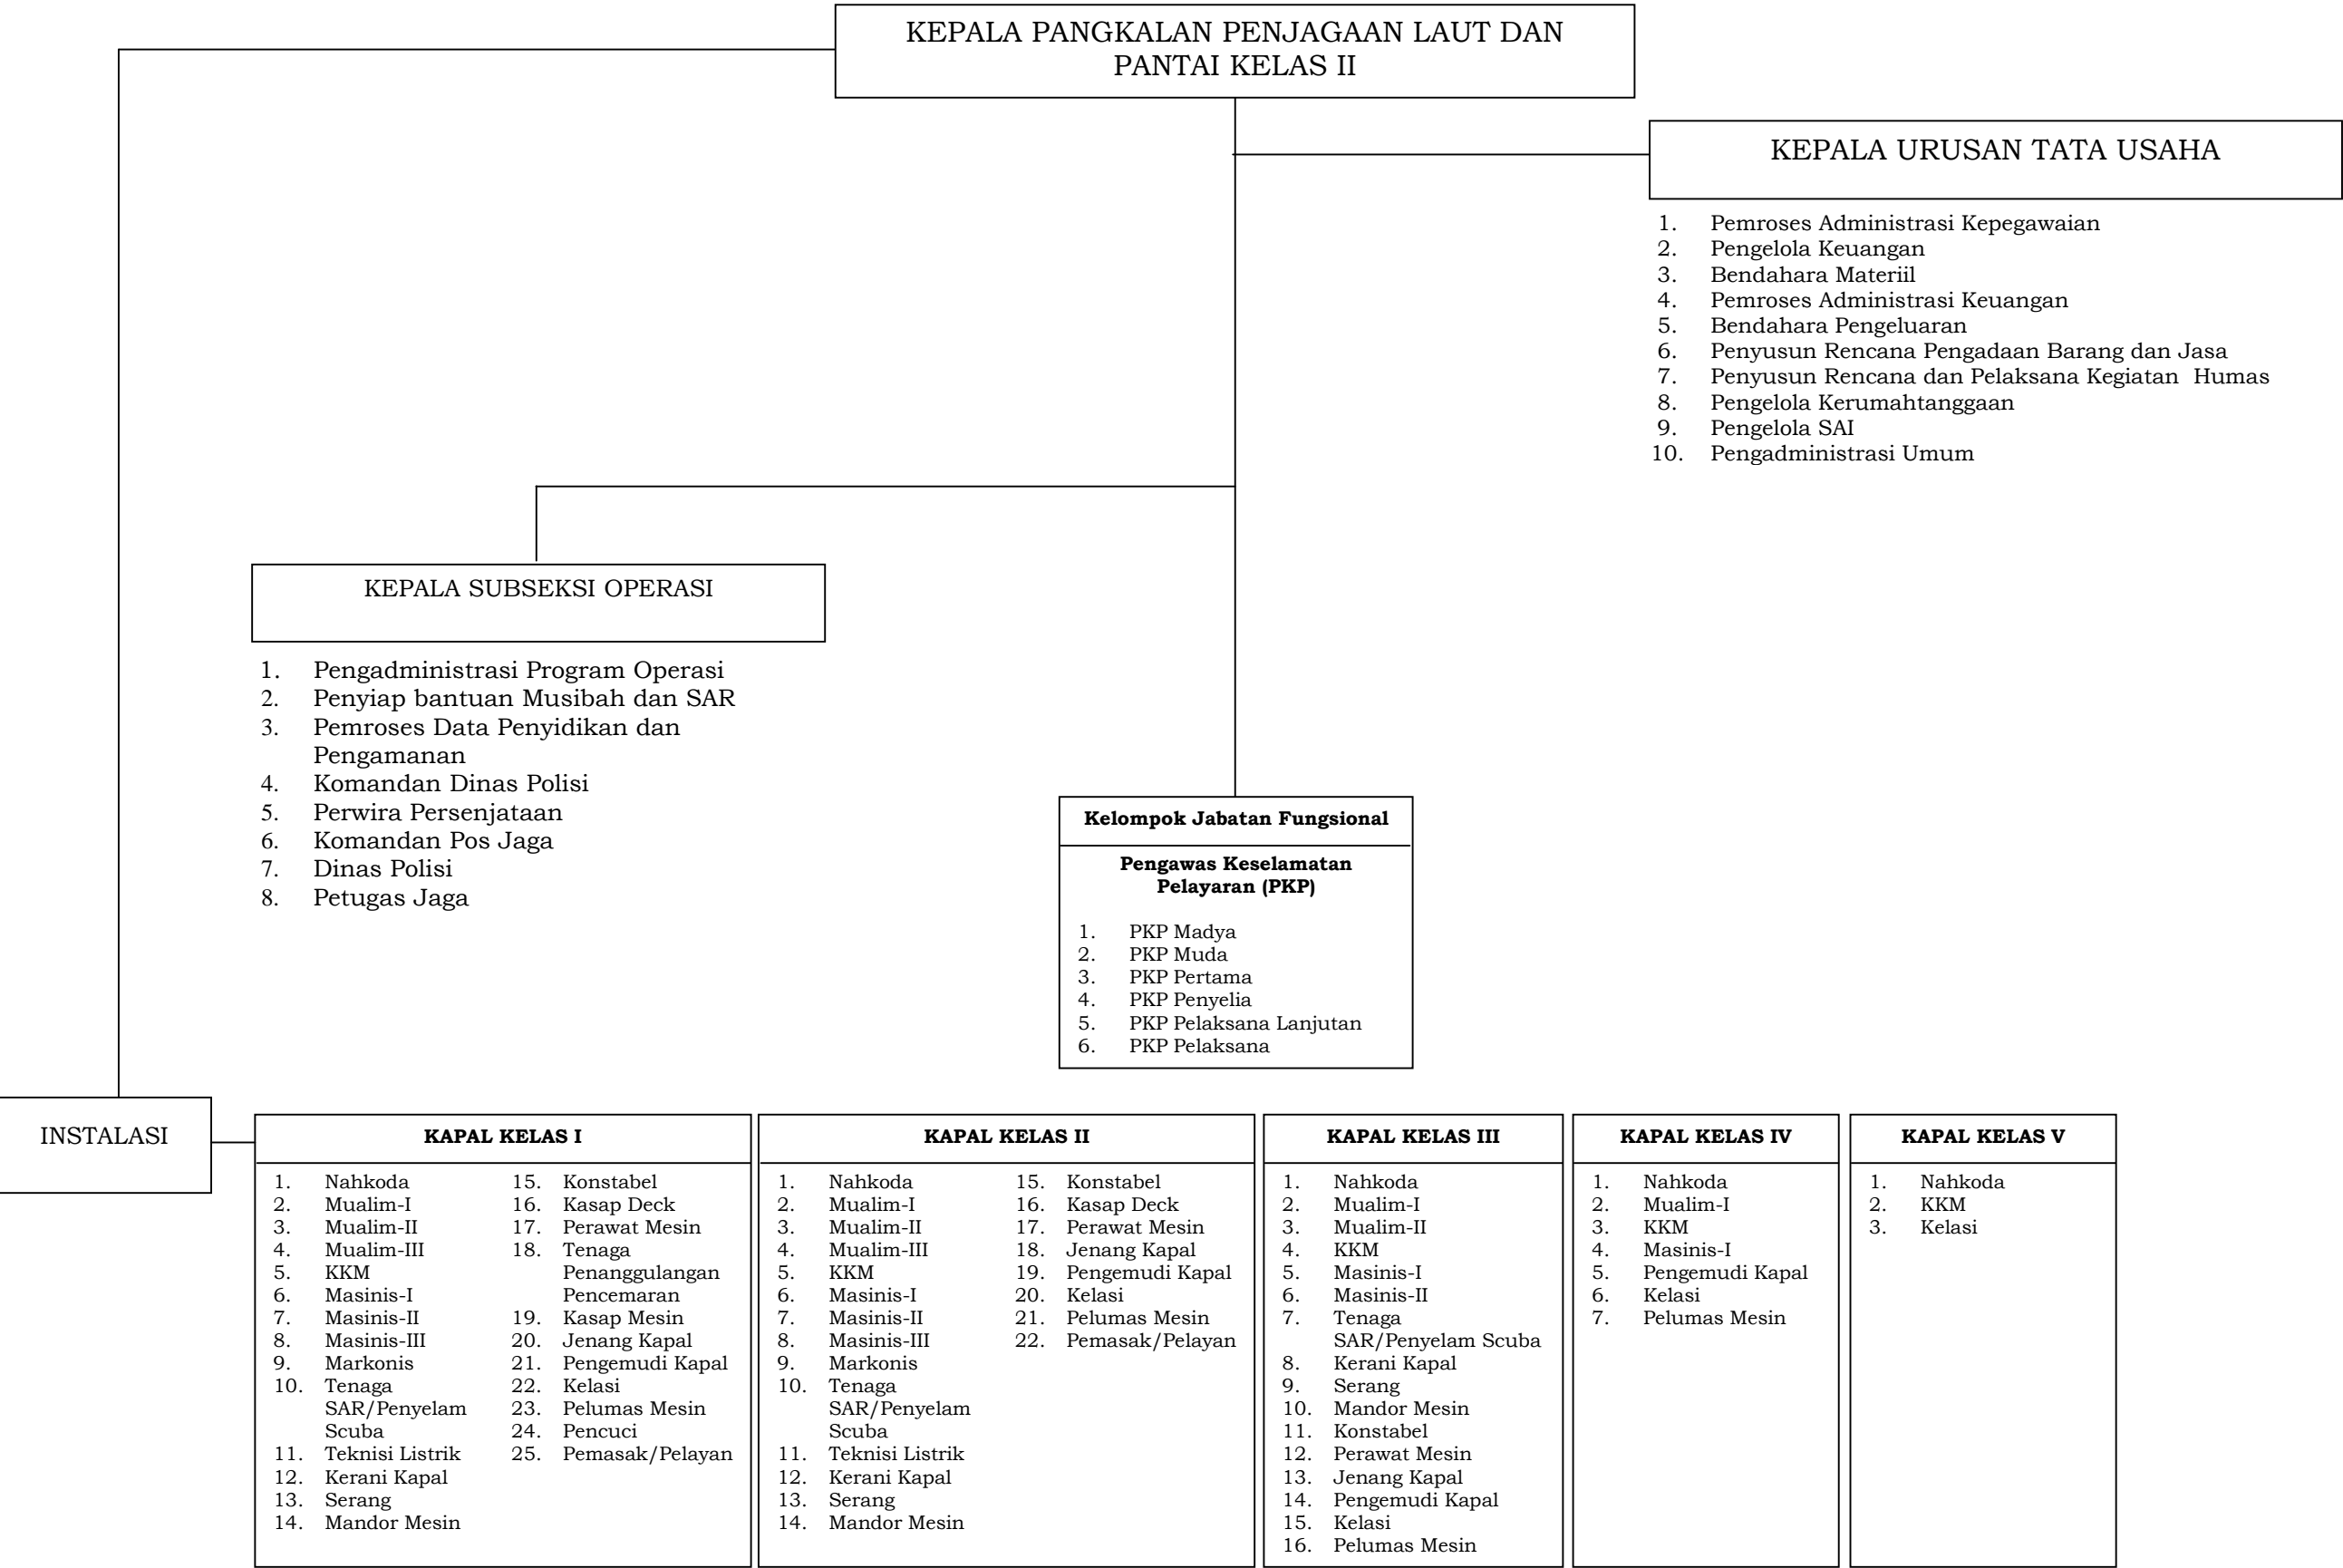 KEPALA PANGKALAN PENJAGAAN LAUT DAN
PANTAI KELAS II
KEPALA URUSAN TATA USAHA
1. Pemroses Administrasi Kepegawaian
2. Pengelola Keuangan
3. Bendahara Materiil
4. Pemroses Administrasi Keuangan
5. Bendahara Pengeluaran
6. Penyusun Rencana Pengadaan Barang dan Jasa
7. Penyusun Rencana dan Pelaksana Kegiatan Humas
8. Pengelola Kerumahtanggaan
9. Pengelola SAI
10. Pengadministrasi Umum
KEPALA SUBSEKSI OPERASI
1. Pengadministrasi Program Operasi
2. Penyiap bantuan Musibah dan SAR
3. Pemroses Data Penyidikan dan
Pengamanan
4. Komandan Dinas Polisi
5. Perwira Persenjataan
6. Komandan Pos Jaga
7. Dinas Polisi
8. Petugas Jaga
Kelompok Jabatan Fungsional
Pengawas Keselamatan
Pelayaran (PKP)
1. PKP Madya
2. PKP Muda
3. PKP Pertama
4. PKP Penyelia
5. PKP Pelaksana Lanjutan
6. PKP Pelaksana
INSTALASI
KAPAL KELAS I
1. Nahkoda
2. Mualim-I
3. Mualim-II
4. Mualim-III
5. KKM
6. Masinis-I
7. Masinis-II
8. Masinis-III
9. Markonis
10. Tenaga
SAR/Penyelam
Scuba
11. Teknisi Listrik
12. Kerani Kapal
13. Serang
14. Mandor Mesin
15. Konstabel
16. Kasap Deck
17. Perawat Mesin
18. Tenaga
Penanggulangan
Pencemaran
19. Kasap Mesin
20. Jenang Kapal
21. Pengemudi Kapal
22. Kelasi
23. Pelumas Mesin
24. Pencuci
25. Pemasak/Pelayan
KAPAL KELAS II
1. Nahkoda
2. Mualim-I
3. Mualim-II
4. Mualim-III
5. KKM
6. Masinis-I
7. Masinis-II
8. Masinis-III
9. Markonis
10. Tenaga
SAR/Penyelam
Scuba
11. Teknisi Listrik
12. Kerani Kapal
13. Serang
14. Mandor Mesin
15. Konstabel
16. Kasap Deck
17. Perawat Mesin
18. Jenang Kapal
19. Pengemudi Kapal
20. Kelasi
21. Pelumas Mesin
22. Pemasak/Pelayan
KAPAL KELAS III
1. Nahkoda
2. Mualim-I
3. Mualim-II
4. KKM
5. Masinis-I
6. Masinis-II
7. Tenaga
SAR/Penyelam Scuba
8. Kerani Kapal
9. Serang
10. Mandor Mesin
11. Konstabel
12. Perawat Mesin
13. Jenang Kapal
14. Pengemudi Kapal
15. Kelasi
16. Pelumas Mesin
KAPAL KELAS IV
1. Nahkoda
2. Mualim-I
3. KKM
4. Masinis-I
5. Pengemudi Kapal
6. Kelasi
7. Pelumas Mesin
KAPAL KELAS V
1. Nahkoda
2. KKM
3. Kelasi